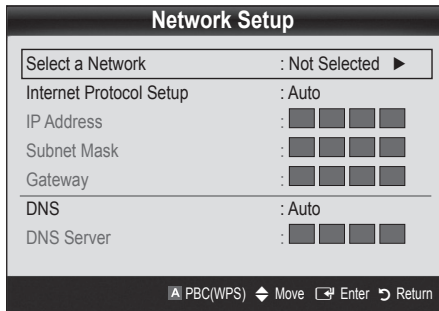 Network Setup
Select a Network : Not Selected ▶
Internet Protocol Setup : Auto
IP Address :
Subnet Mask :
Gateway :
DNS : Auto
DNS Server :
A PBC(WPS) Move Enter Return